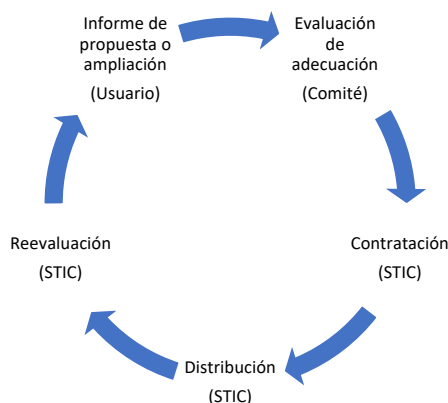 Informe de
propuesta o
ampliación
(Usuario)
Evaluación
de
adecuación
(Comité)
Contratación
(STIC)
Distribución
(STIC)
Reevaluación
(STIC)